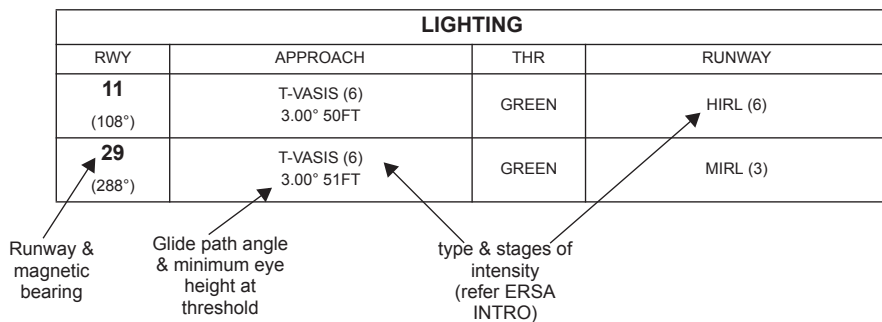 LIGHTING
RWY APPROACH THR RUNWAY
11
(108°)
T-VASIS (6)
3.00° 50FT
GREEN
HIRL (6)
29
(288°)
T-VASIS (6)
3.00° 51FT
GREEN
MIRL (3)
Runway &
magnetic
bearing
Glide path angle
& minimum eye
height at
threshold
type & stages of
intensity
(refer ERSA
INTRO)